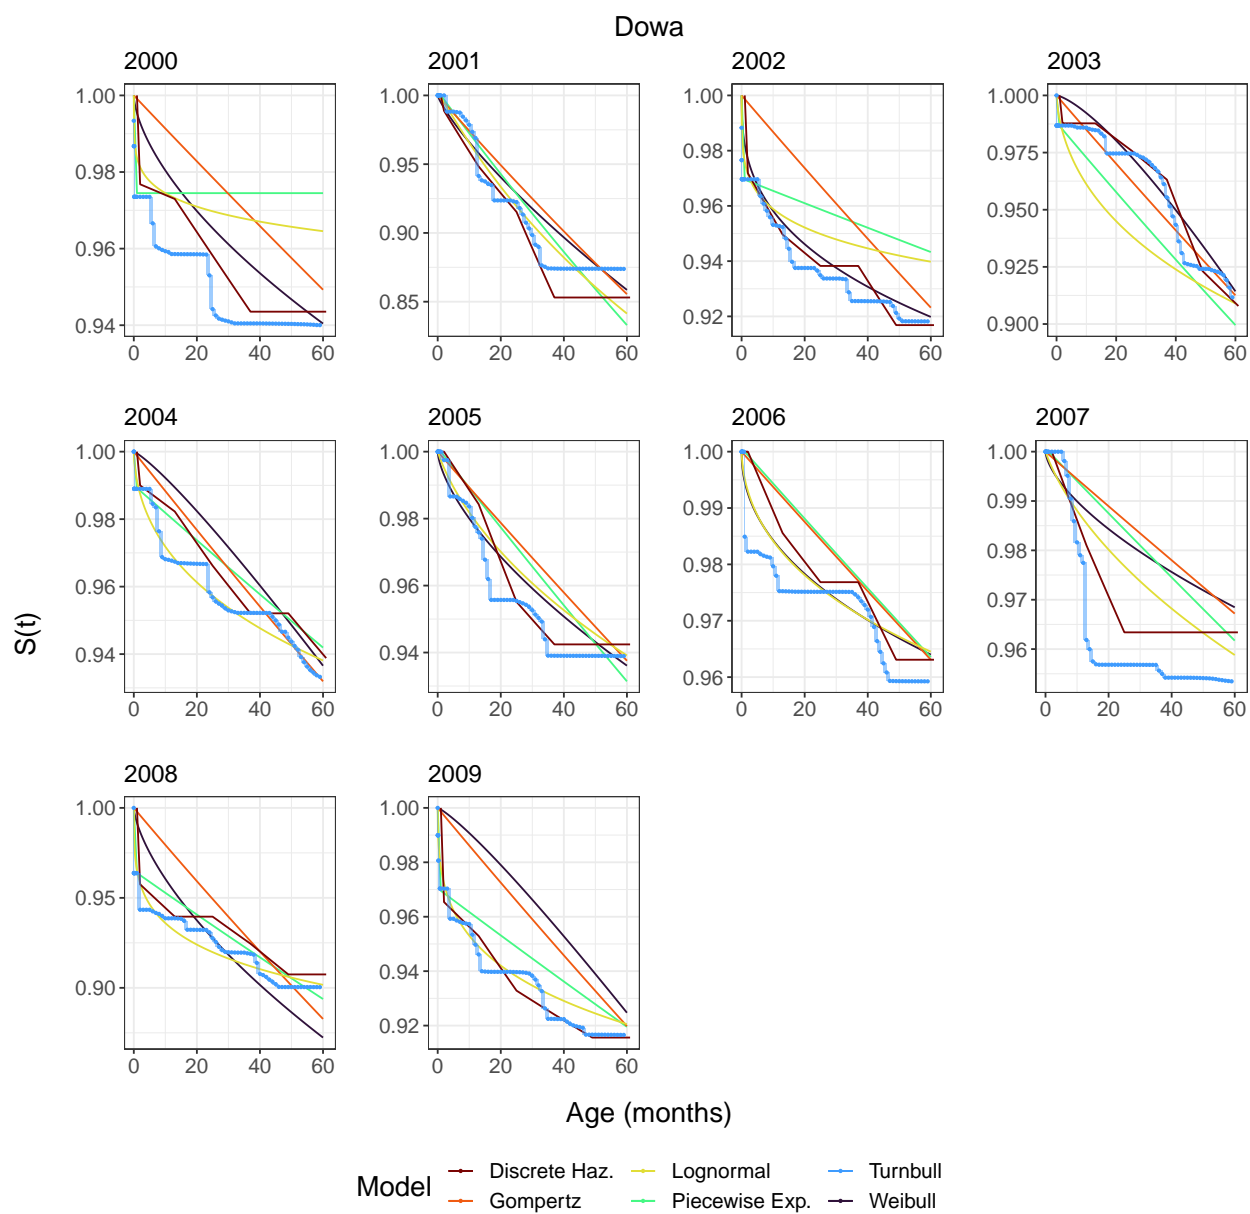 Dowa
2000 2001 2002 2003
1.00 1.00 1.00 1.000
0.98 0.95 0.98 0.975
0.96 0.90 0.96 0.950
0.94 0.85 0.94 0.925
0.92 0.900
0 20 40 60 0 20 40 60 0 20 40 60 0 20 40 60
2004 2005 2006 2007
1.00 1.00 1.00 1.00
0.98 0.98 0.99 0.99
0.96 0.96 0.98 0.98
0.94 0.94 0.97 0.97
0.96 0.96
0 20 40 60 0 20 40 60 0 20 40 60 0 20 40 60
S(t)
2008 2009
1.00 1.00
0.95 0.98
0.90 0.96
0.94
0.92
0 20 40 60 0 20 40 60
Age (months)
Model
Discrete Haz. Lognormal Turnbull
Gompertz Piecewise Exp. Weibull